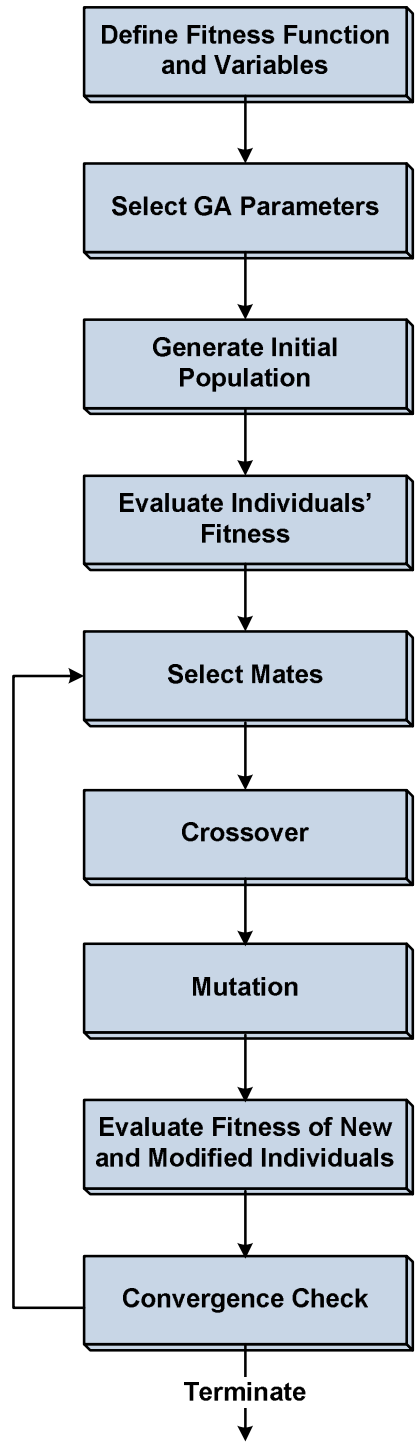 Define Fitness Function
and Variables
Select GA Parameters
Generate Initial
Population
Evaluate Individuals’
Fitness
Select Mates
Crossover
Mutation
Evaluate Fitness of New
and Modified Individuals
Convergence Check
Terminate